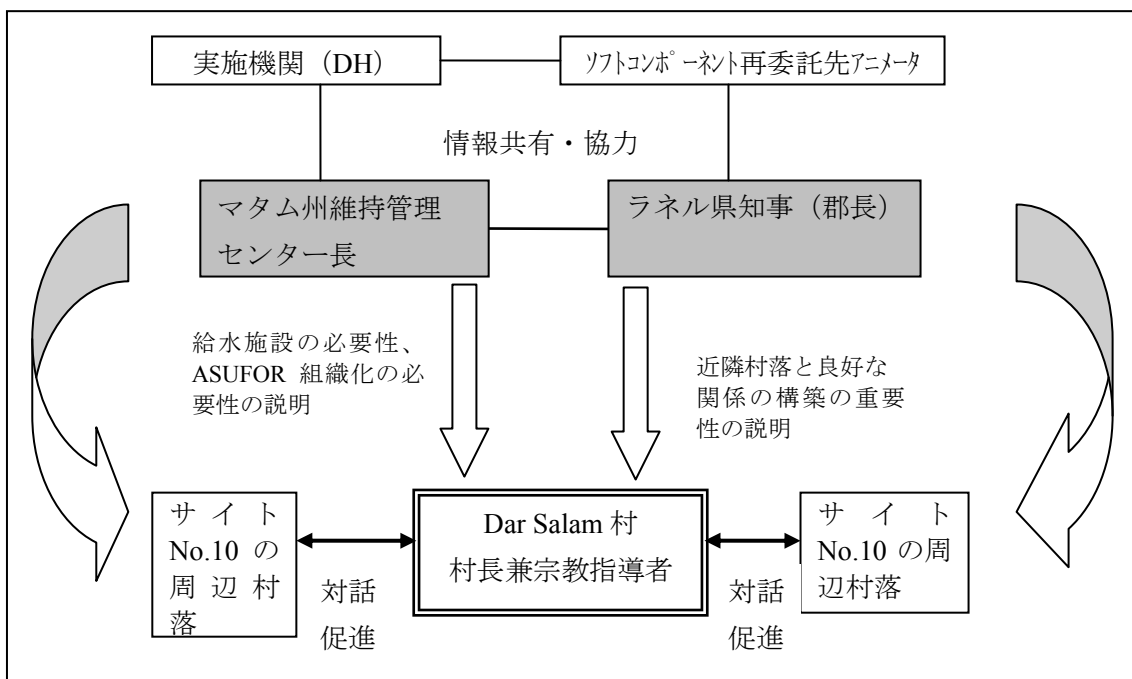 実施機関（DH）
ｿﾌﾄｺﾝﾎﾟｰﾈﾝﾄ再委託先ｱﾆﾒｰﾀ
情報共有・協力
マタム州維持管理
センター長
ラネル県知事（郡長）
給水施設の必要性、
ASUFOR 組織化の必
要性の説明
近隣村落と良好な
関係の構築の重要
性の説明
サイト
No.10 の
周辺村
落
Dar Salam 村
村長兼宗教指導者
サイト
No.10 の周
辺村落
対話
促進
対話
促進